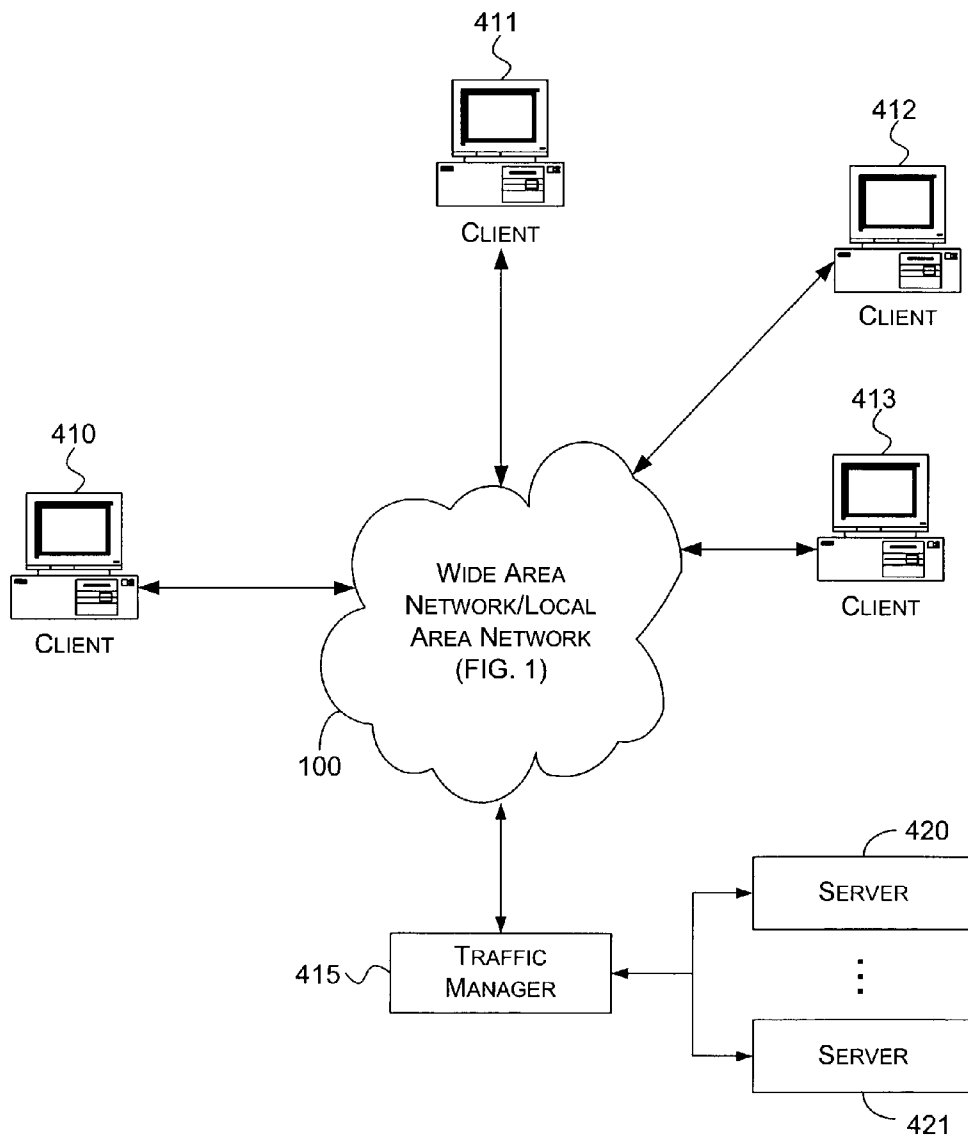 411
CLIENT
412
CLIENT
413
CLIENT
410
CLIENT
WIDE AREA
NETWORK/LOCAL
AREA NETWORK
(FIG. 1)
100
415
TRAFFIC
MANAGER
420
SERVER
⋮
SERVER
421